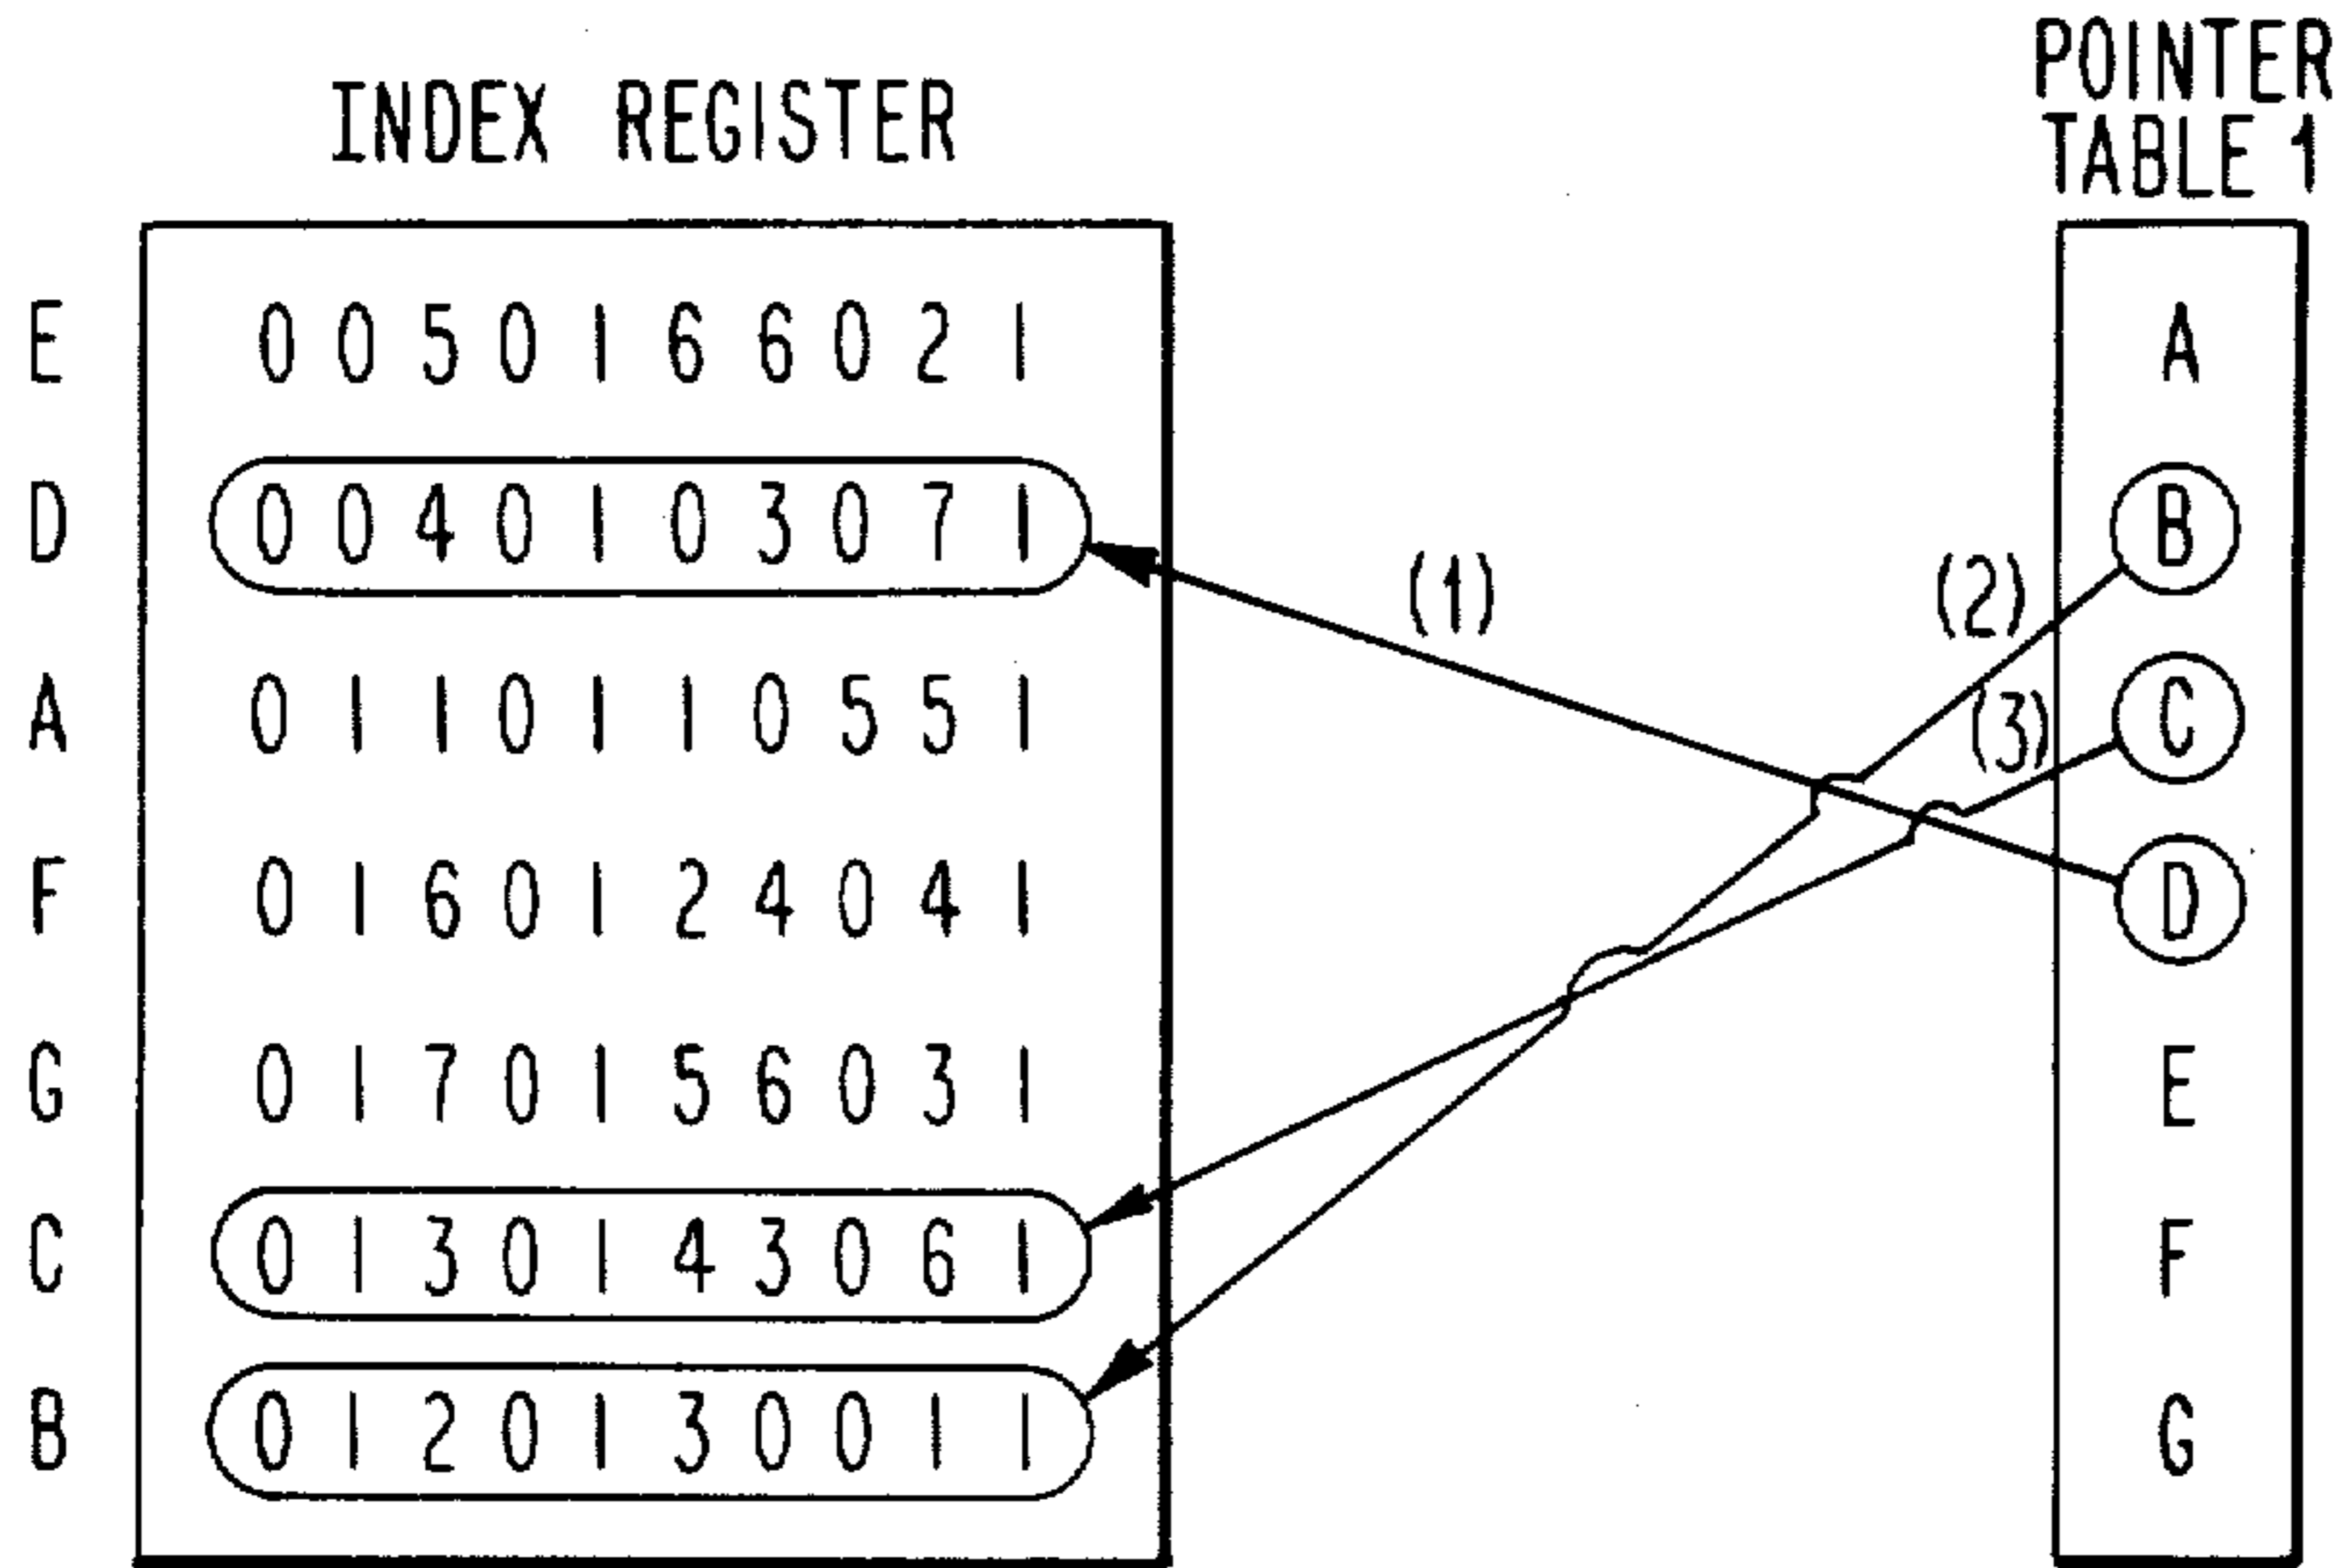 INDEX REGISTER
POINTER
TABLE 1
E 0 0 5 0 1 6 6 0 2 1 A
D 0 0 4 0 1 0 3 0 7 1 B
(1) (2)
A 0 1 1 0 1 1 0 5 5 1 C
(3)
F 0 1 6 0 1 2 4 0 4 1 D
G 0 1 7 0 1 5 6 0 3 1 E
C 0 1 3 0 1 4 3 0 6 1 F
B 0 1 2 0 1 3 0 0 1 1 G